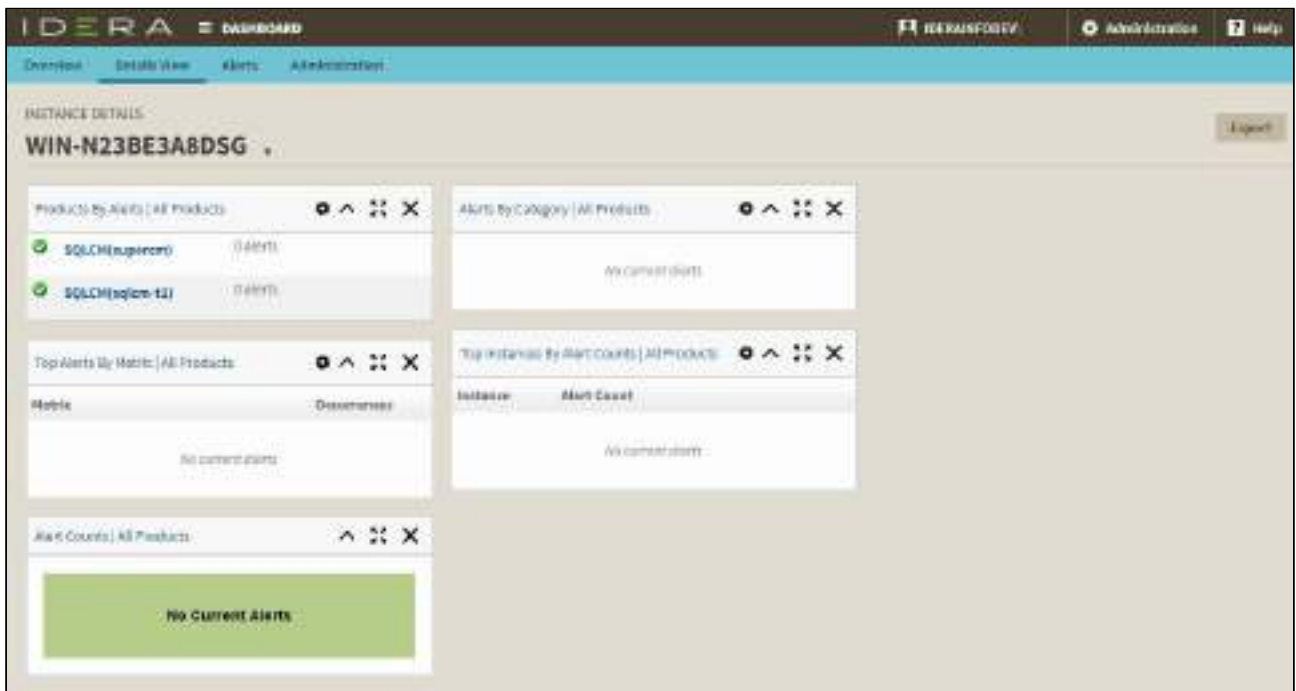 IDERA DASHBOARD
IDERAINFODEV
Administration
Help
Overview Details View Alerts Administration
INSTANCE DETAILS
WIN-N23BE3A8DSG
Export
Products By Alerts | All Products
SQLCM(supercm) 0 alerts
SQLCM(sqlcm-t1) 0 alerts
Top Alerts By Metric | All Products
Metric Occurrences
No current alerts
Alert Counts | All Products
No Current Alerts
Alerts By Category | All Products
No current alerts
Top Instances By Alert Counts | All Products
Instance Alert Count
No current alerts